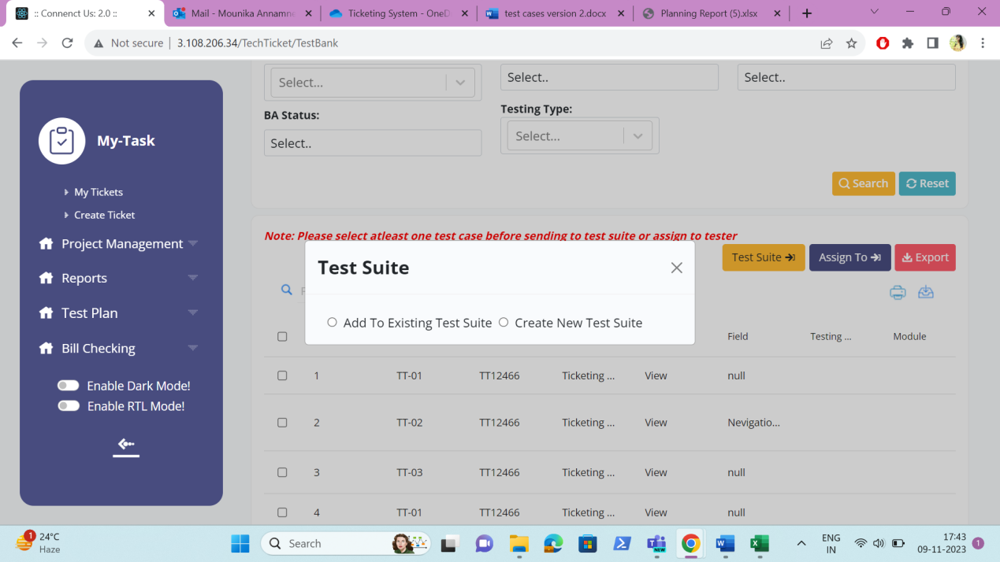 :: Connenct Us: 2.0 ::
Mail - Mounika Annamne
Ticketing System - OneD
test cases version 2.docx
Planning Report (5).xlsx
Not secure
3.108.206.34/TechTicket/TestBank
My-Task
My Tickets
Create Ticket
Project Management
Reports
Test Plan
Bill Checking
Enable Dark Mode!
Enable RTL Mode!
Select...
Select..
Select..
BA Status:
Select..
Testing Type:
Select...
Search
Reset
Note: Please select atleast one test case before sending to test suite or assign to tester
Test Suite
Assign To
Export
Test Suite
Add To Existing Test Suite
Create New Test Suite
Field Testing ... Module
1 TT-01 TT12466 Ticketing ... View null
2 TT-02 TT12466 Ticketing ... View Nevigatio...
3 TT-03 TT12466 Ticketing ... View null
4 TT-01 TT12466 Ticketing ... View null
1
24°C
Haze
Search
NEW
ENG
IN
17:43
09-11-2023
1